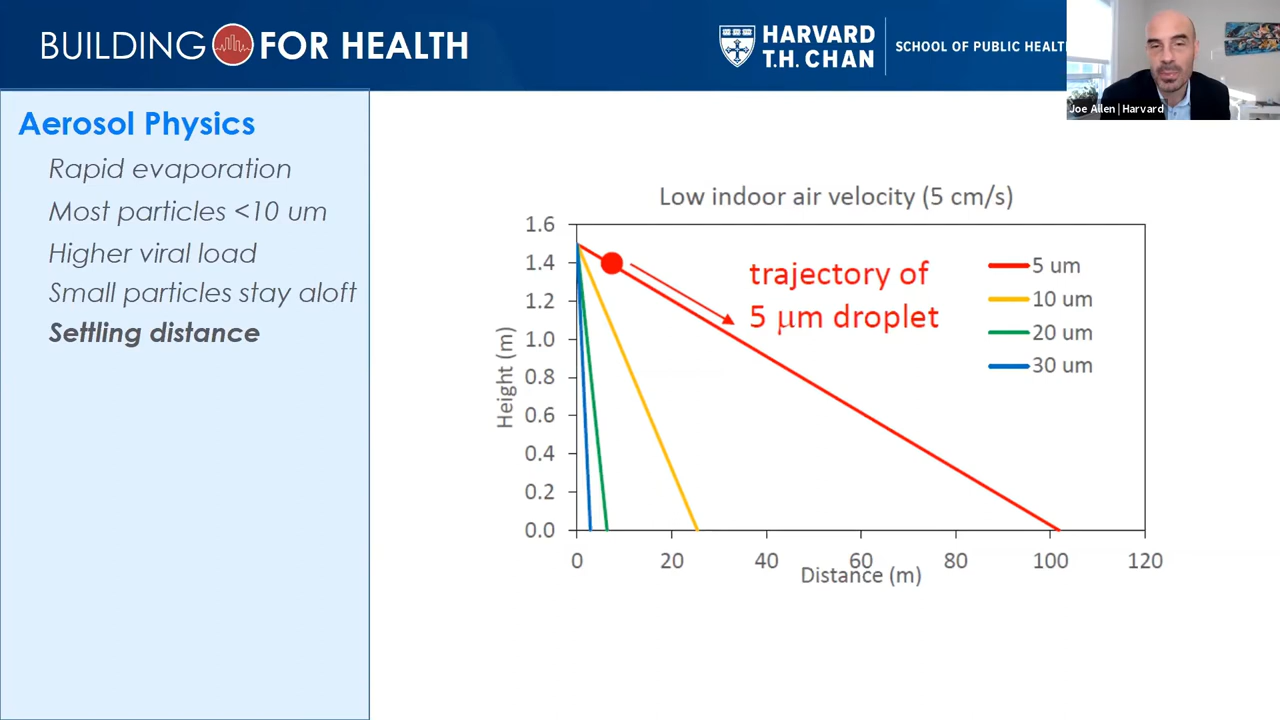 BUILDING FOR HEALTH
HARVARD
T.H. CHAN
SCHOOL OF PUBLIC HEALTH
Joe Allen | Harvard
Aerosol Physics
Rapid evaporation
Most particles <10 um
Higher viral load
Small particles stay aloft
Settling distance
Low indoor air velocity (5 cm/s)
1.6
1.4
1.2
1.0
0.8
0.6
0.4
0.2
0.0
Height (m)
trajectory of
5 μm droplet
5 um
10 um
20 um
30 um
0 20 40 60 80 100 120
Distance (m)